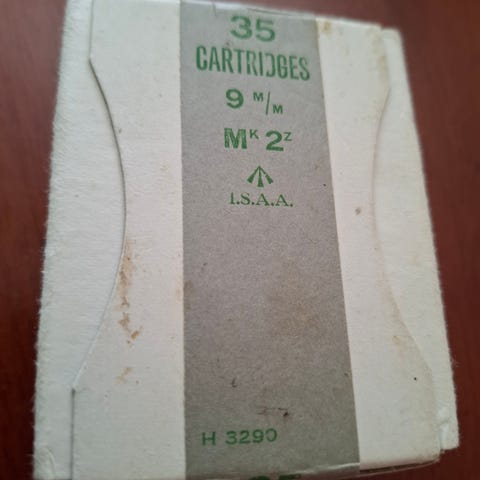 35
CARTRIDGES
9 M/M
MK 2Z
I.S.A.A.
H 3290